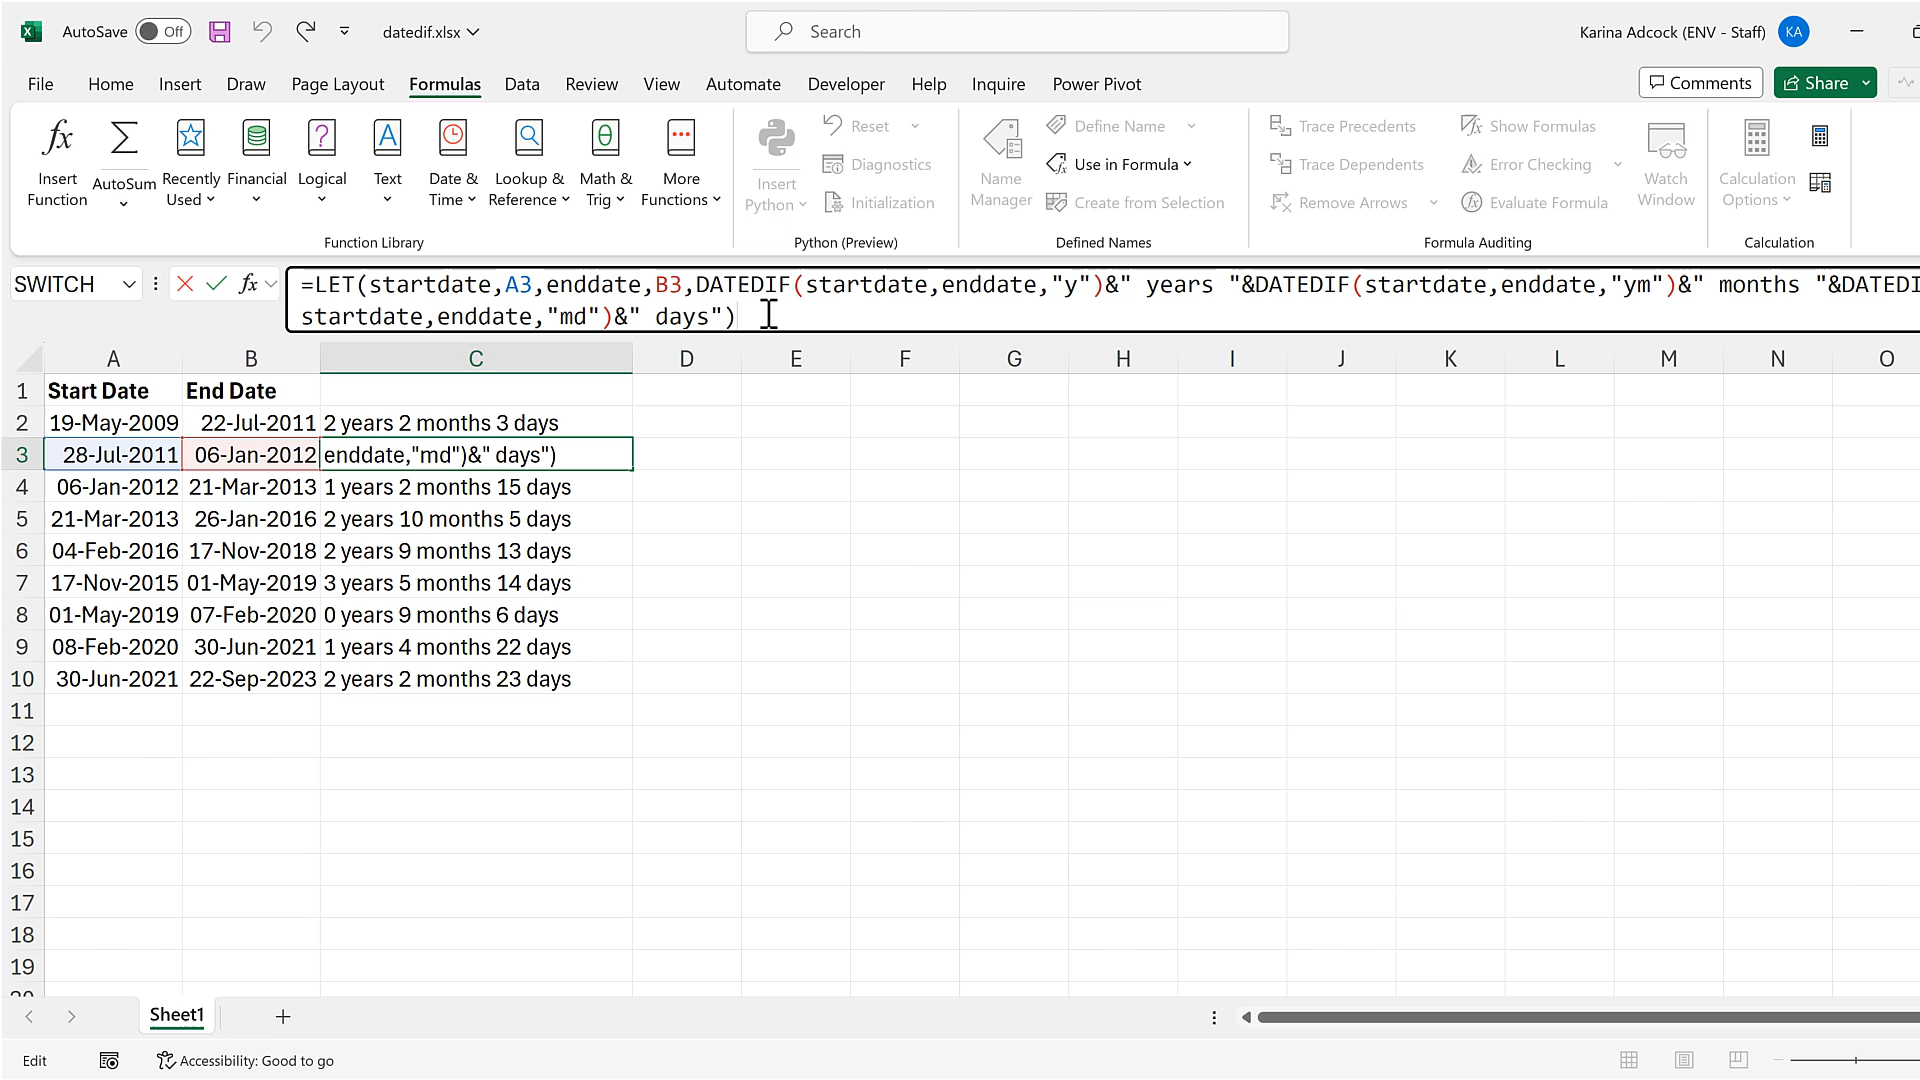 AutoSave Off datedif.xlsx Search Karina Adcock (ENV - Staff) KA
File Home Insert Draw Page Layout Formulas Data Review View Automate Developer Help Inquire Power Pivot Comments Share
Insert Function
AutoSum
Recently Used
Financial
Logical
Text
Date & Time
Lookup & Reference
Math & Trig
More Functions
Function Library
Insert Python
Reset
Diagnostics
Initialization
Python (Preview)
Name Manager
Define Name
Use in Formula
Create from Selection
Defined Names
Trace Precedents
Trace Dependents
Remove Arrows
Show Formulas
Error Checking
Evaluate Formula
Watch Window
Formula Auditing
Calculation Options
Calculation
SWITCH fx =LET(startdate,A3,enddate,B3,DATEDIF(startdate,enddate,"y")&" years "&DATEDIF(startdate,enddate,"ym")&" months "&DATEDI
startdate,enddate,"md")&" days")
A B C D E F G H I J K L M N O
1 Start Date End Date
2 19-May-2009 22-Jul-2011 2 years 2 months 3 days
3 28-Jul-2011 06-Jan-2012 enddate,"md")&" days")
4 06-Jan-2012 21-Mar-2013 1 years 2 months 15 days
5 21-Mar-2013 26-Jan-2016 2 years 10 months 5 days
6 04-Feb-2016 17-Nov-2018 2 years 9 months 13 days
7 17-Nov-2015 01-May-2019 3 years 5 months 14 days
8 01-May-2019 07-Feb-2020 0 years 9 months 6 days
9 08-Feb-2020 30-Jun-2021 1 years 4 months 22 days
10 30-Jun-2021 22-Sep-2023 2 years 2 months 23 days
11
12
13
14
15
16
17
18
19
20
Sheet1
Edit Accessibility: Good to go